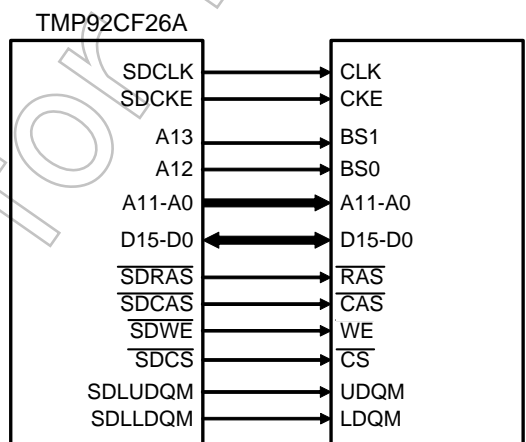 TMP92CF26A
SDCLK CLK
SDCKE CKE
A13 BS1
A12 BS0
A11-A0 A11-A0
D15-D0 D15-D0
SDRAS RAS
SDCAS CAS
SDWE WE
SDCS CS
SDLUDQM UDQM
SDLLDQM LDQM